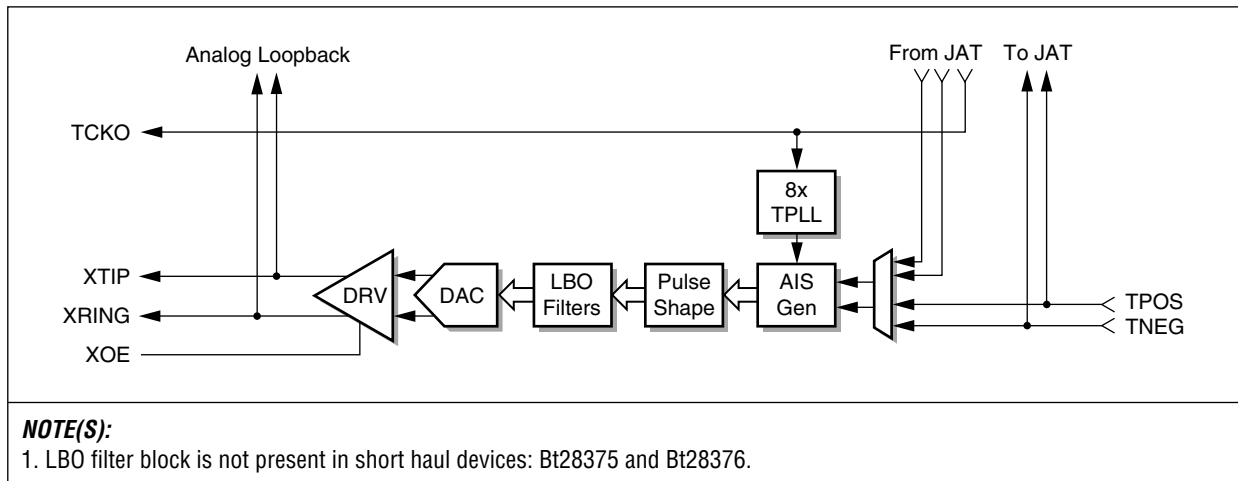 Analog Loopback
From JAT
To JAT
TCKO
8x
TPLL
XTIP
XRING
XOE
DRV
DAC
LBO
Filters
Pulse
Shape
AIS
Gen
TPOS
TNEG
NOTE(S):
1. LBO filter block is not present in short haul devices: Bt28375 and Bt28376.